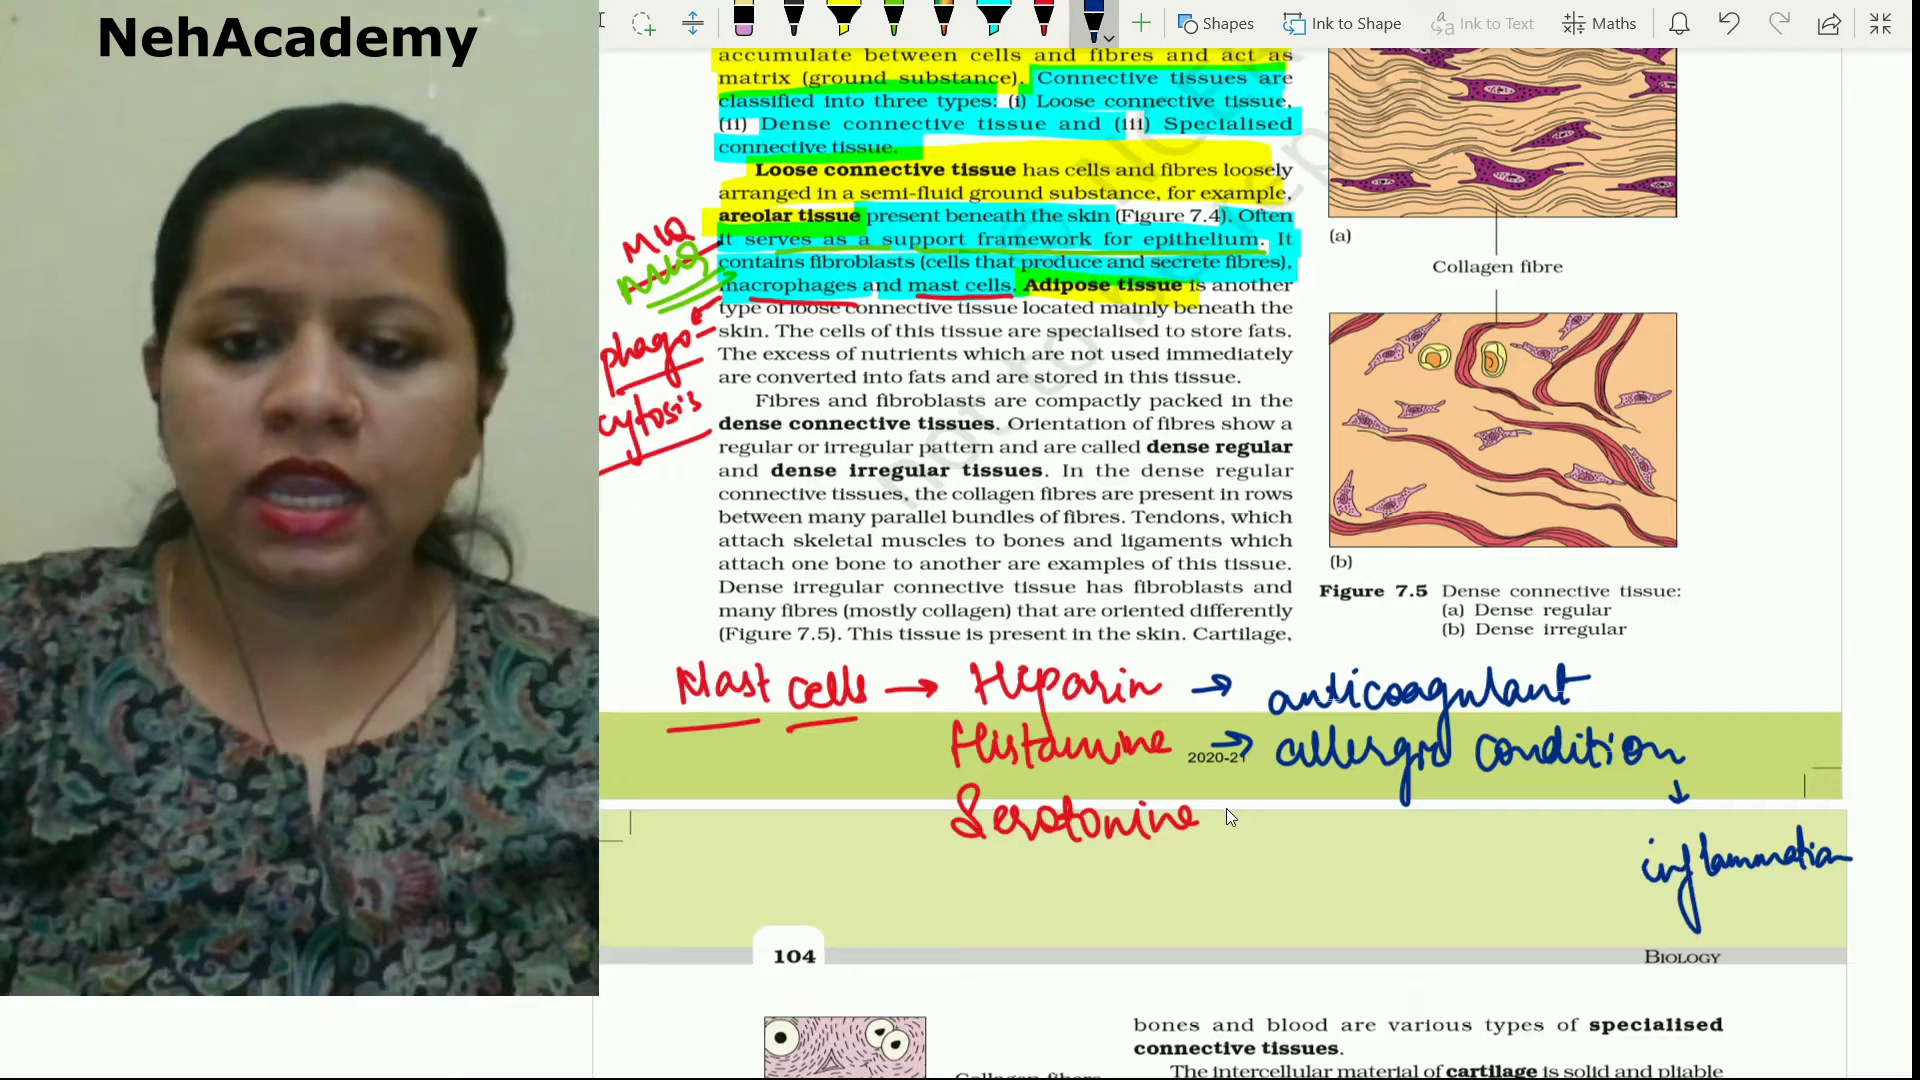 NehAcademy
Shapes
Ink to Shape
Ink to Text
Maths
accumulate between cells and fibres and act as
matrix (ground substance). Connective tissues are
classified into three types: (i) Loose connective tissue,
(ii) Dense connective tissue and (iii) Specialised
connective tissue.
Loose connective tissue has cells and fibres loosely
arranged in a semi-fluid ground substance, for example,
areolar tissue present beneath the skin (Figure 7.4). Often
it serves as a support framework for epithelium. It
contains fibroblasts (cells that produce and secrete fibres),
macrophages and mast cells. Adipose tissue is another
type of loose connective tissue located mainly beneath the
skin. The cells of this tissue are specialised to store fats.
The excess of nutrients which are not used immediately
are converted into fats and are stored in this tissue.
Fibres and fibroblasts are compactly packed in the
dense connective tissues. Orientation of fibres show a
regular or irregular pattern and are called dense regular
and dense irregular tissues. In the dense regular
connective tissues, the collagen fibres are present in rows
between many parallel bundles of fibres. Tendons, which
attach skeletal muscles to bones and ligaments which
attach one bone to another are examples of this tissue.
Dense irregular connective tissue has fibroblasts and
many fibres (mostly collagen) that are oriented differently
(Figure 7.5). This tissue is present in the skin. Cartilage,
phago
cytosis
(a)
Collagen fibre
(b)
Figure 7.5 Dense connective tissue:
(a) Dense regular
(b) Dense irregular
Mast cells → Heparin → anticoagulant
Histamine → allergic condition
2020-21
↓
Serotonine
inflammation
104
BIOLOGY
bones and blood are various types of specialised
connective tissues.
The intercellular material of cartilage is solid and pliable
Collagen fibers